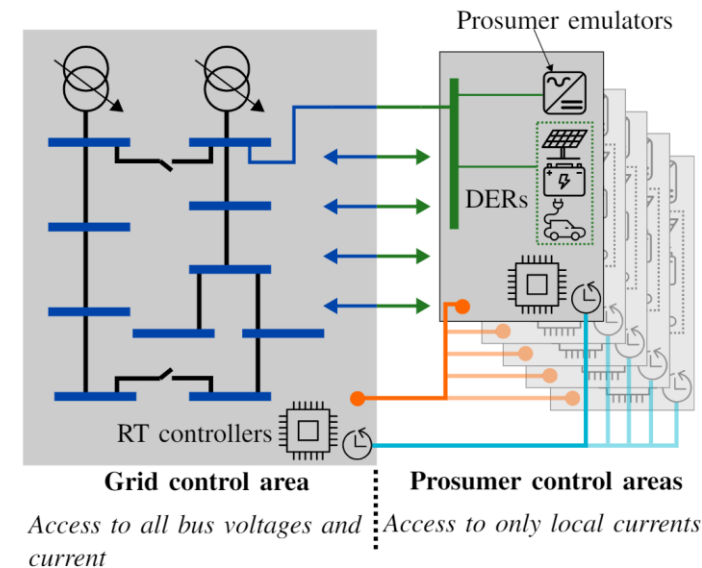 Prosumer emulators
DERs
RT controllers
Grid control area
Prosumer control areas
Access to all bus voltages and
current
Access to only local currents